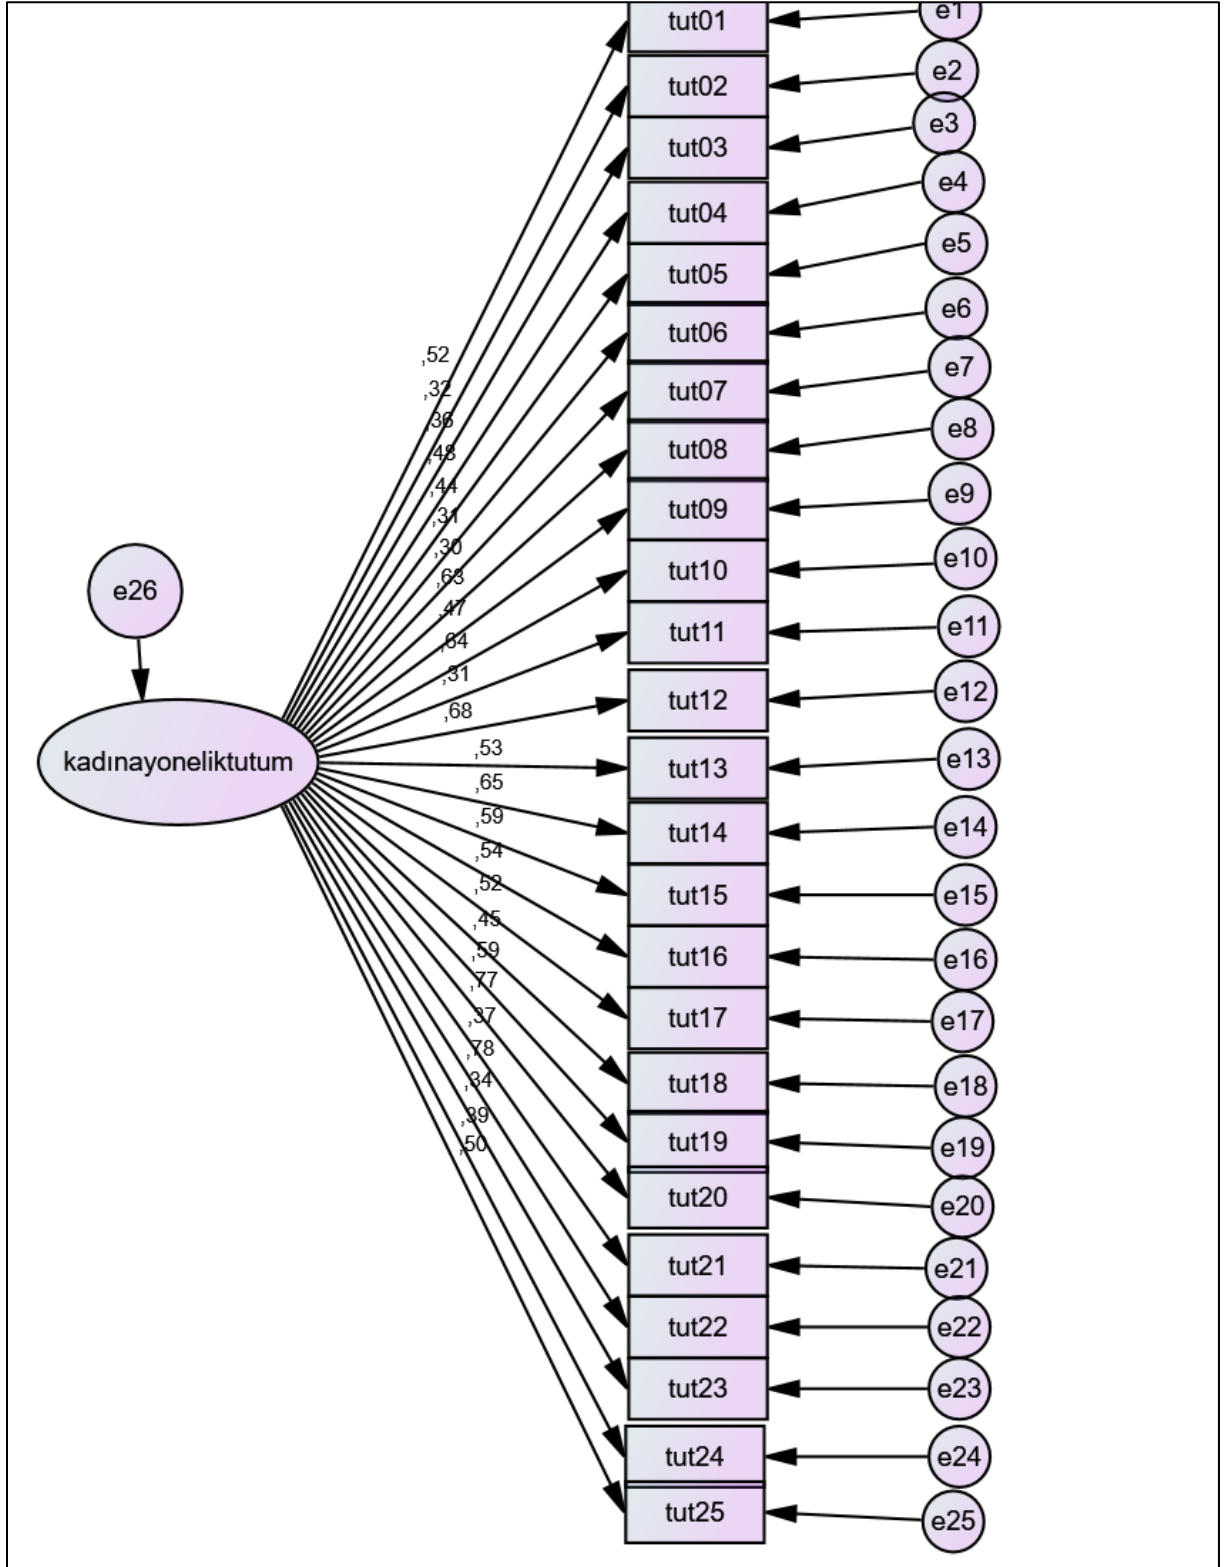 tut01
e1
tut02
e2
tut03
e3
tut04
e4
tut05
e5
tut06
e6
tut07
e7
tut08
e8
tut09
e9
tut10
e10
tut11
e11
tut12
e12
tut13
e13
tut14
e14
tut15
e15
tut16
e16
tut17
e17
tut18
e18
tut19
e19
tut20
e20
tut21
e21
tut22
e22
tut23
e23
tut24
e24
tut25
e25
,52
,32
,36
,48
,44
,31
,30
,63
,47
,64
,31
,68
,53
,65
,59
,54
,52
,45
,59
,77
,37
,78
,34
,39
,50
e26
kadınayoneliktutum